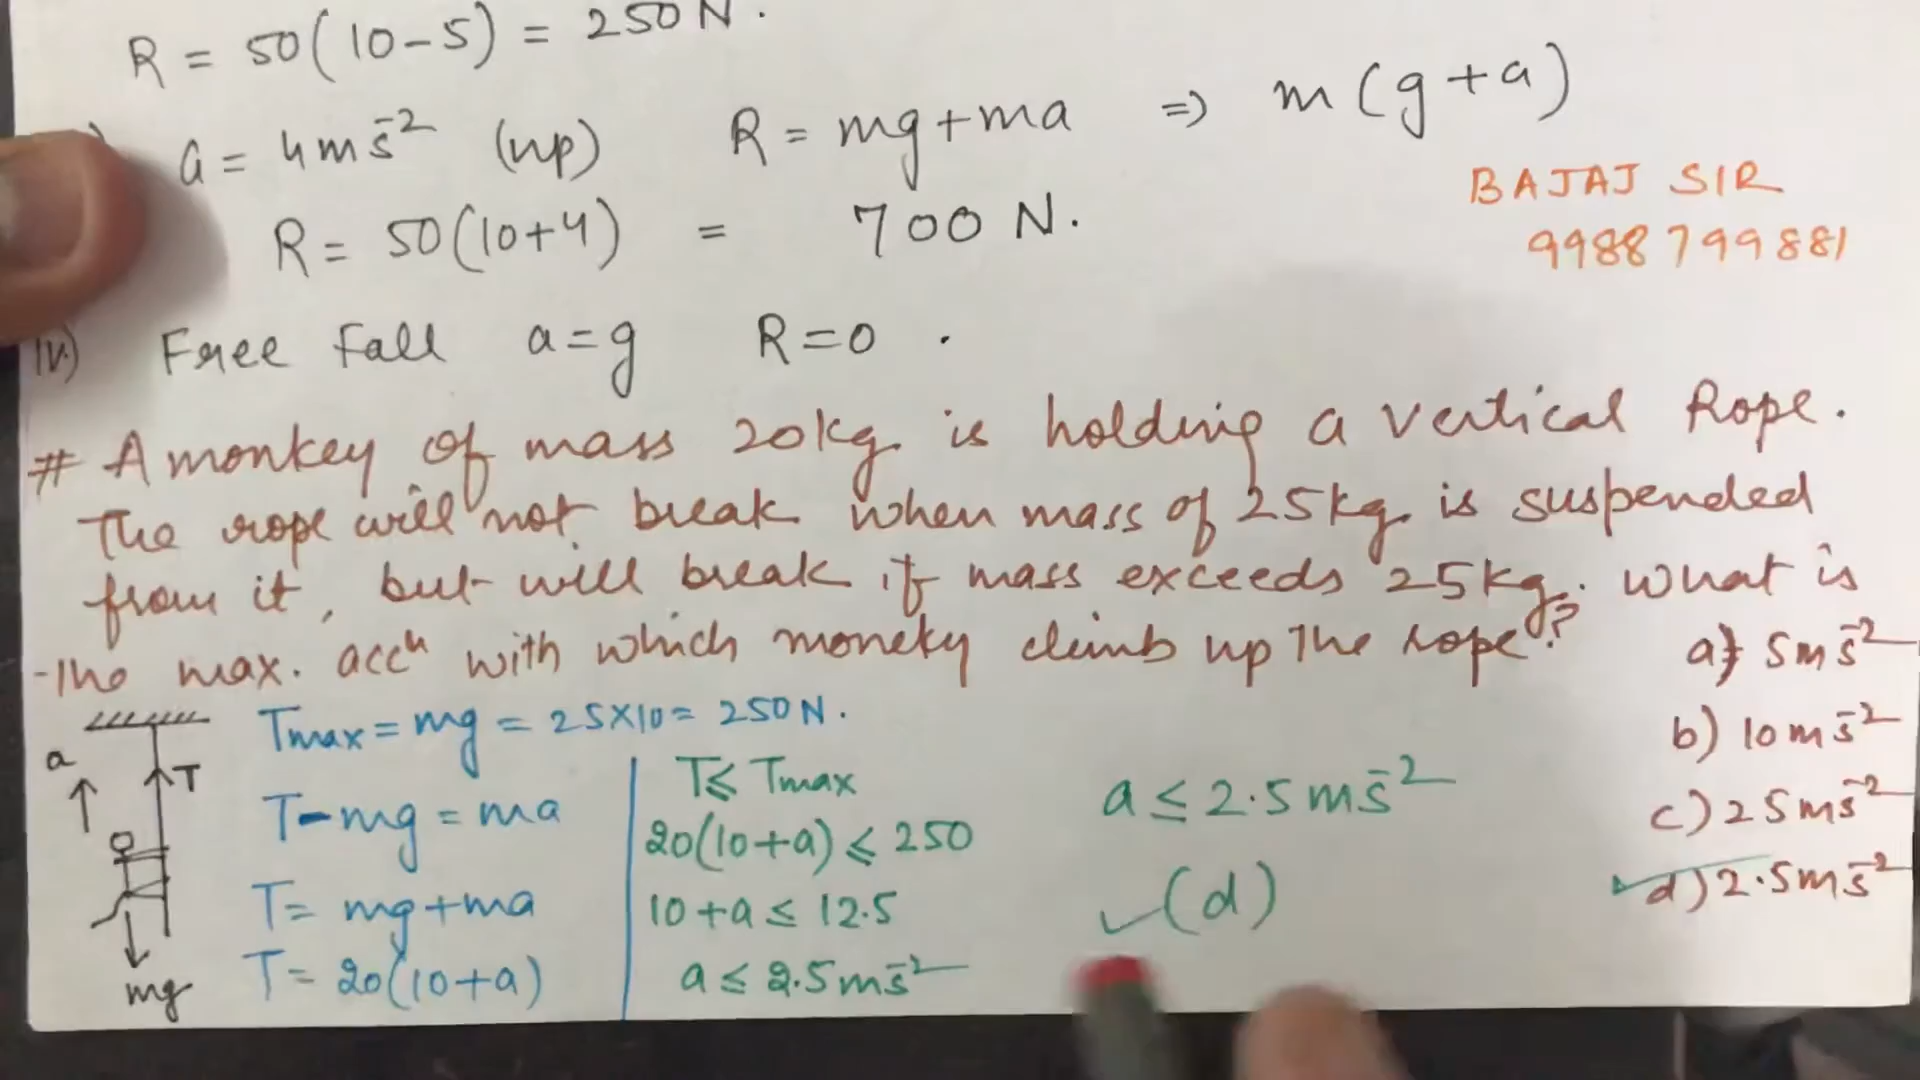 R = 50(10-5) = 250 N.
a = 4ms⁻² (up) R = mg+ma ⇒ m(g+a)
BAJAJ SIR
R = 50(10+4) = 700 N.
9988799881
iv) Free Fall a=g R=0 .
# A monkey of mass 20kg is holding a vertical Rope.
The rope will not break when mass of 25kg is suspended
from it, but will break if mass exceeds 25kg. what is
the max. accⁿ with which moneky climb up the rope?
a) 5ms⁻²
b) 10ms⁻²
c) 25ms⁻²
d) 2.5ms⁻²
a T
mg
Tmax = mg = 25×10 = 250N.
T-mg = ma
T= mg+ma
T= 20(10+a)
T≤ Tmax
20(10+a) ≤ 250
10+a ≤ 12.5
a ≤ 2.5ms⁻²
a ≤ 2.5ms⁻²
✓(d)